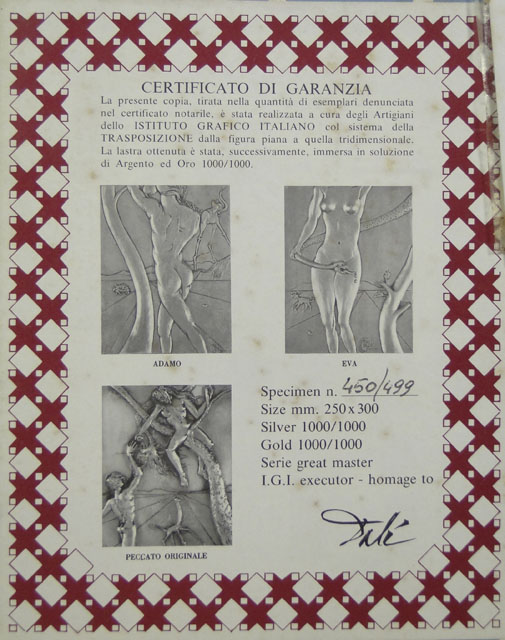 CERTIFICATO DI GARANZIA
La presente copia, tirata nella quantità di esemplari denunciata
nel certificato notarile, è stata realizzata a cura degli Artigiani
dello ISTITUTO GRAFICO ITALIANO col sistema della
TRASPOSIZIONE dalla figura piana a quella tridimensionale.
La lastra ottenuta è stata, successivamente, immersa in soluzione
di Argento ed Oro 1000/1000.
ADAMO
EVA
Specimen n. 450/499
Size mm. 250x300
Silver 1000/1000
Gold 1000/1000
Serie great master
I.G.I. executor - homage to
Dalí
PECCATO ORIGINALE